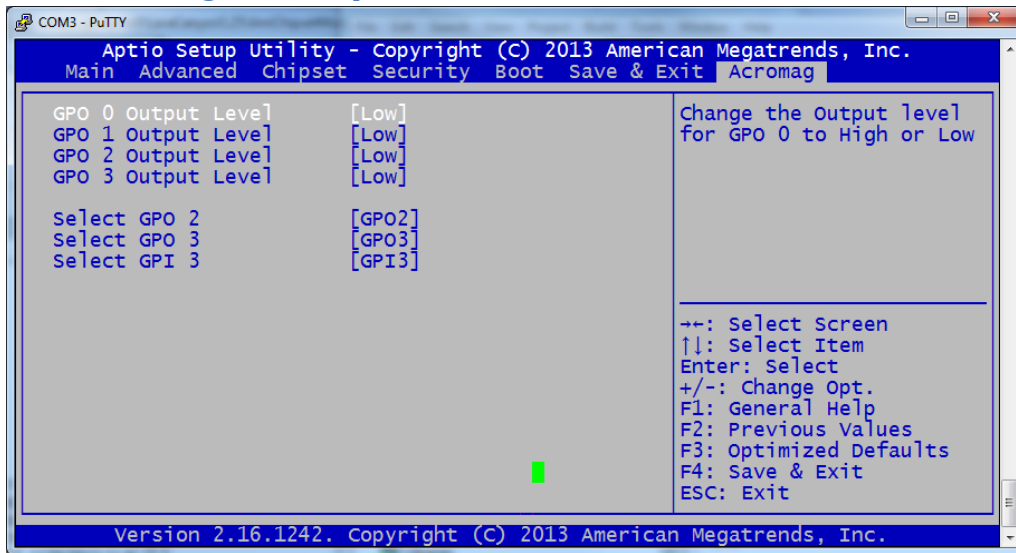 COM3 - PuTTY
Aptio Setup Utility - Copyright (C) 2013 American Megatrends, Inc.
Main Advanced Chipset Security Boot Save & Exit Acromag
GPO 0 Output Level [Low]
GPO 1 Output Level [Low]
GPO 2 Output Level [Low]
GPO 3 Output Level [Low]
Select GPO 2 [GPO2]
Select GPO 3 [GPO3]
Select GPI 3 [GPI3]
Change the Output level
for GPO 0 to High or Low
→←: Select Screen
↑↓: Select Item
Enter: Select
+/-: Change Opt.
F1: General Help
F2: Previous Values
F3: Optimized Defaults
F4: Save & Exit
ESC: Exit
Version 2.16.1242. Copyright (C) 2013 American Megatrends, Inc.